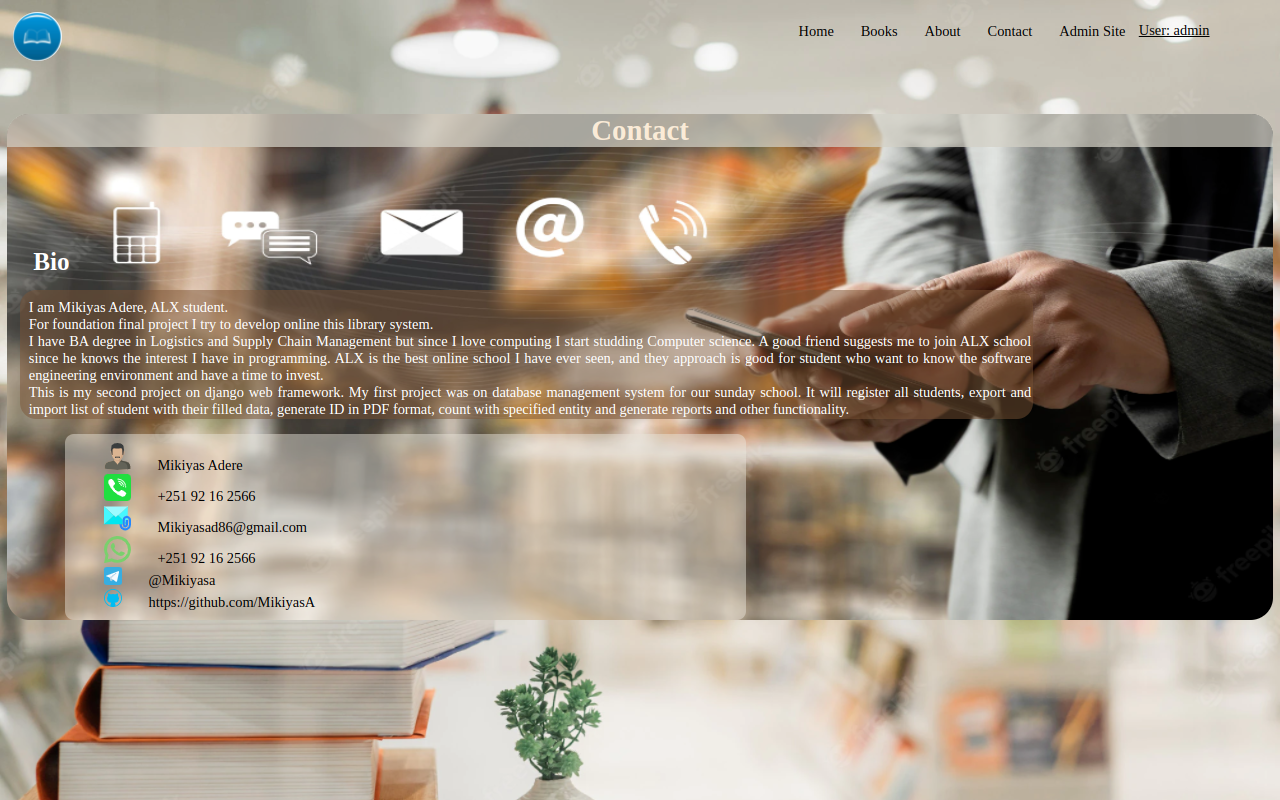 Home Books About Contact Admin Site User: admin
Contact
Bio
I am Mikiyas Adere, ALX student.
For foundation final project I try to develop online this library system.
I have BA degree in Logistics and Supply Chain Management but since I love computing I start studding Computer science. A good friend suggests me to join ALX school
since he knows the interest I have in programming. ALX is the best online school I have ever seen, and they approach is good for student who want to know the software
engineering environment and have a time to invest.
This is my second project on django web framework. My first project was on database management system for our sunday school. It will register all students, export and
import list of student with their filled data, generate ID in PDF format, count with specified entity and generate reports and other functionality.
Mikiyas Adere
+251 92 16 2566
Mikiyasad86@gmail.com
+251 92 16 2566
@Mikiyasa
https://github.com/MikiyasA
freepik